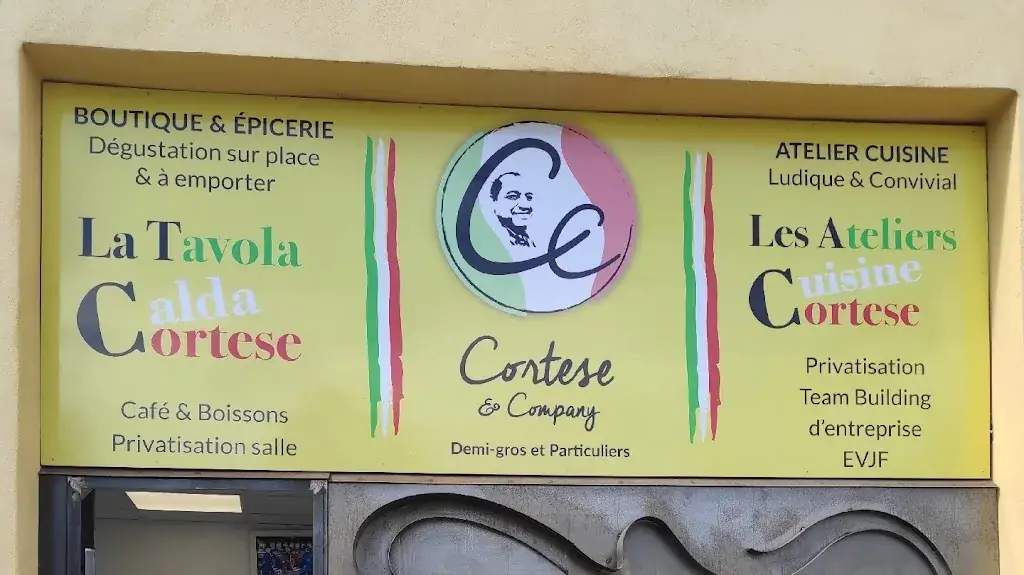 BOUTIQUE & ÉPICERIE
Dégustation sur place
& à emporter
La Tavola
Calda
Cortese
Café & Boissons
Privatisation salle
Cc
Cortese
& Company
Demi-gros et Particuliers
ATELIER CUISINE
Ludique & Convivial
Les Ateliers
Cuisine
Cortese
Privatisation
Team Building
d'entreprise
EVJF